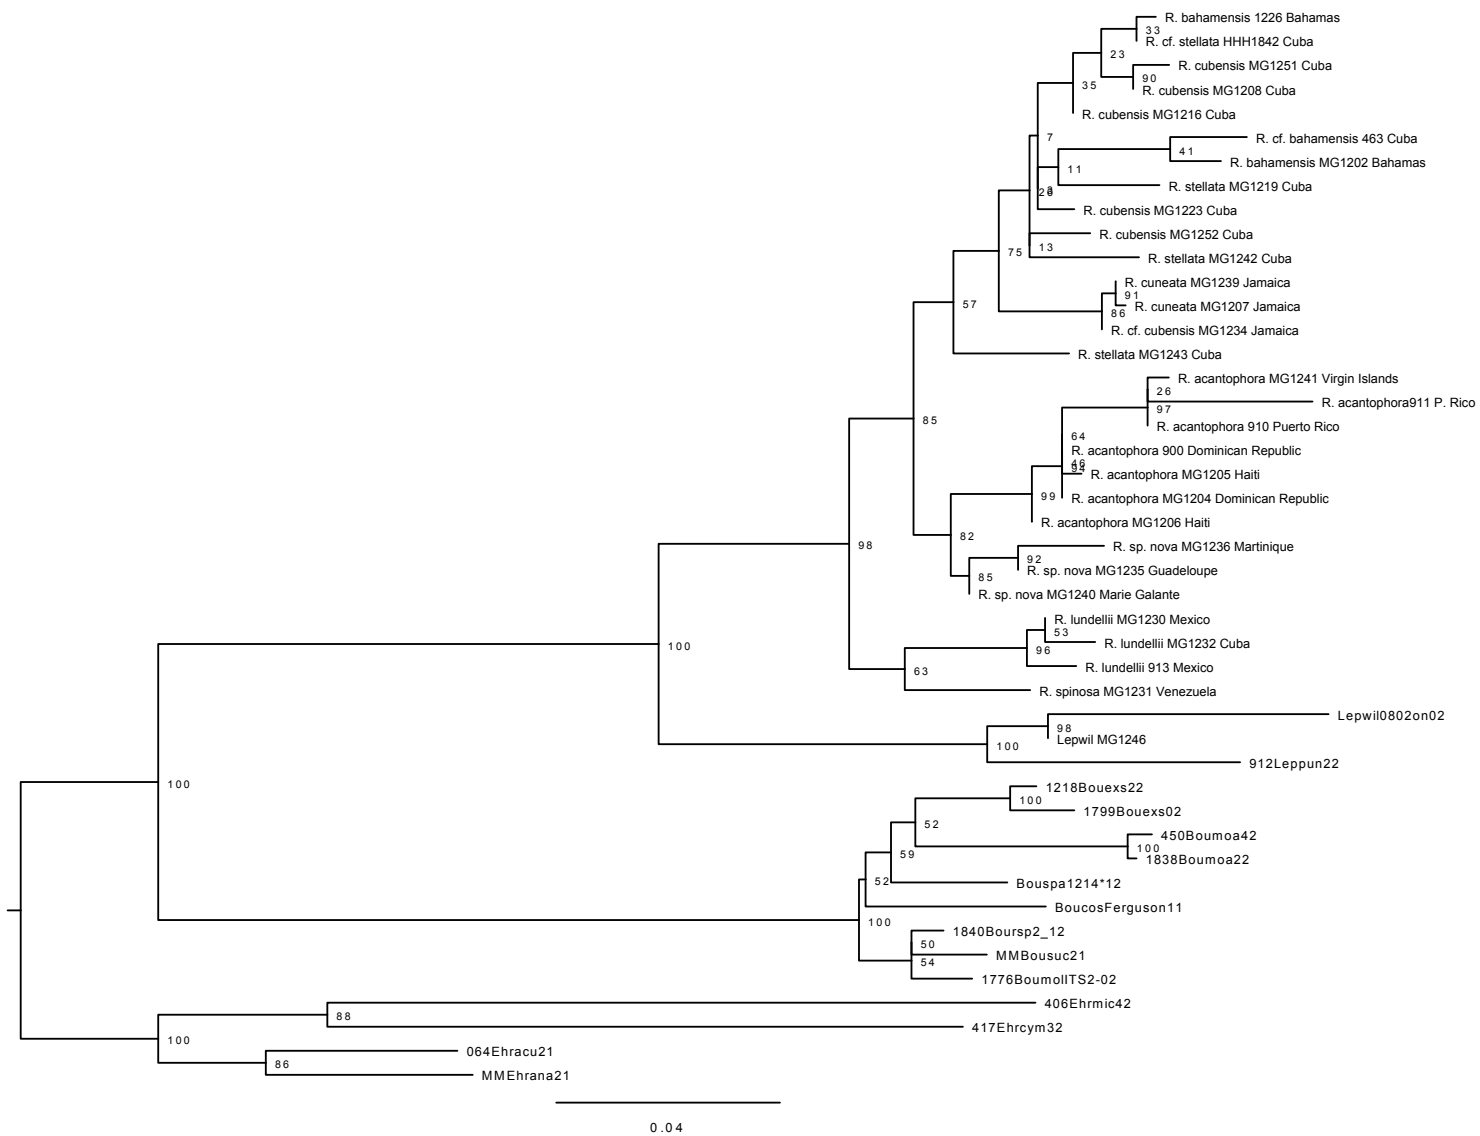 R. bahamensis 1226 Bahamas
33
R. cf. stellata HHH1842 Cuba
23
R. cubensis MG1251 Cuba
90
R. cubensis MG1208 Cuba
35
R. cubensis MG1216 Cuba
7
R. cf. bahamensis 463 Cuba
41
R. bahamensis MG1202 Bahamas
11
R. stellata MG1219 Cuba
R. cubensis MG1223 Cuba
R. cubensis MG1252 Cuba
13
75
R. stellata MG1242 Cuba
R. cuneata MG1239 Jamaica
91
57
R. cuneata MG1207 Jamaica
86
R. cf. cubensis MG1234 Jamaica
R. stellata MG1243 Cuba
R. acantophora MG1241 Virgin Islands
26
R. acantophora911 P. Rico
97
85
R. acantophora 910 Puerto Rico
64
R. acantophora 900 Dominican Republic
R. acantophora MG1205 Haiti
99
R. acantophora MG1204 Dominican Republic
R. acantophora MG1206 Haiti
82
98
R. sp. nova MG1236 Martinique
92
R. sp. nova MG1235 Guadeloupe
85
R. sp. nova MG1240 Marie Galante
R. lundellii MG1230 Mexico
53
100
R. lundellii MG1232 Cuba
96
R. lundellii 913 Mexico
63
R. spinosa MG1231 Venezuela
Lepwil0802on02
98
Lepwil MG1246
100
912Leppun22
100
1218Bouexs22
100
1799Bouexs02
52
450Boumoa42
100
1838Boumoa22
59
52
Bouspa1214*12
BoucosFerguson11
100
1840Boursp2_12
50
MMBousuc21
54
1776BoumolITS2-02
406Ehrmic42
88
417Ehrcym32
100
064Ehracu21
86
MMEhrana21
0.04